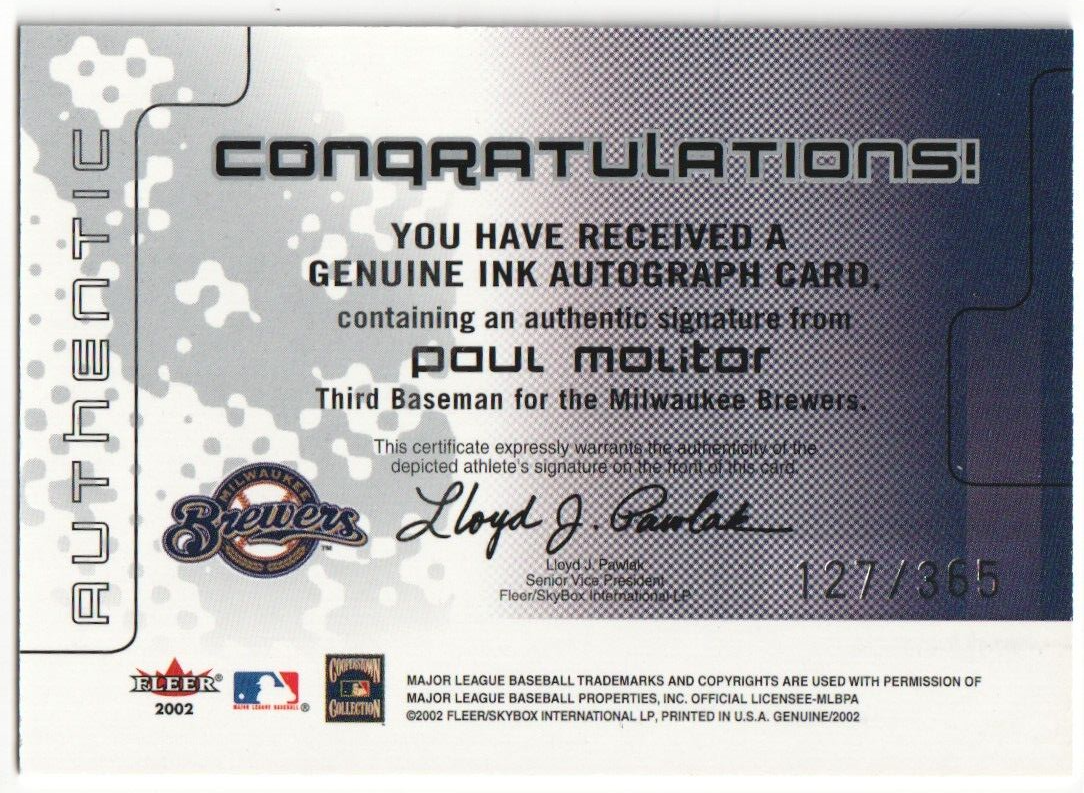 AUTHENTIC
CONGRATULATIONS!
YOU HAVE RECEIVED A
GENUINE INK AUTOGRAPH CARD,
containing an authentic signature from
PAUL MOLITOR
Third Baseman for the Milwaukee Brewers.
This certificate expressly warrants the authenticity of the
depicted athlete's signature on the front of this card.
MILWAUKEE
Brewers
TM
Lloyd J. Pawlak
Lloyd J. Pawlak
Senior Vice President
Fleer/SkyBox International LP
127/365
FLEER®
2002
MAJOR LEAGUE BASEBALL®
COOPERSTOWN
COLLECTION
MAJOR LEAGUE BASEBALL TRADEMARKS AND COPYRIGHTS ARE USED WITH PERMISSION OF
MAJOR LEAGUE BASEBALL PROPERTIES, INC. OFFICIAL LICENSEE-MLBPA
©2002 FLEER/SKYBOX INTERNATIONAL LP, PRINTED IN U.S.A. GENUINE/2002